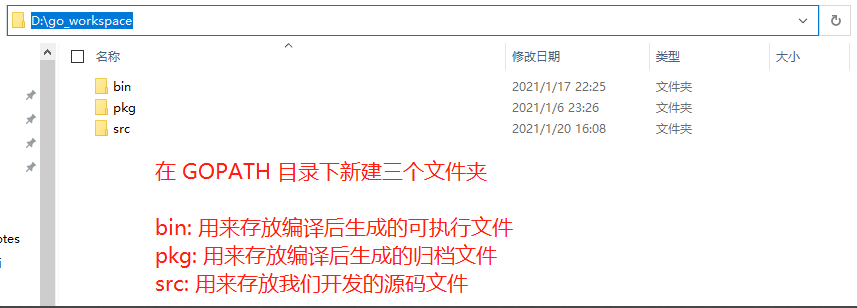 D:\go_workspace
名称 修改日期 类型 大小
bin 2021/1/17 22:25 文件夹
pkg 2021/1/6 23:26 文件夹
src 2021/1/20 16:08 文件夹
在 GOPATH 目录下新建三个文件夹
bin: 用来存放编译后生成的可执行文件
otes
pkg: 用来存放编译后生成的归档文件
i
src: 用来存放我们开发的源码文件